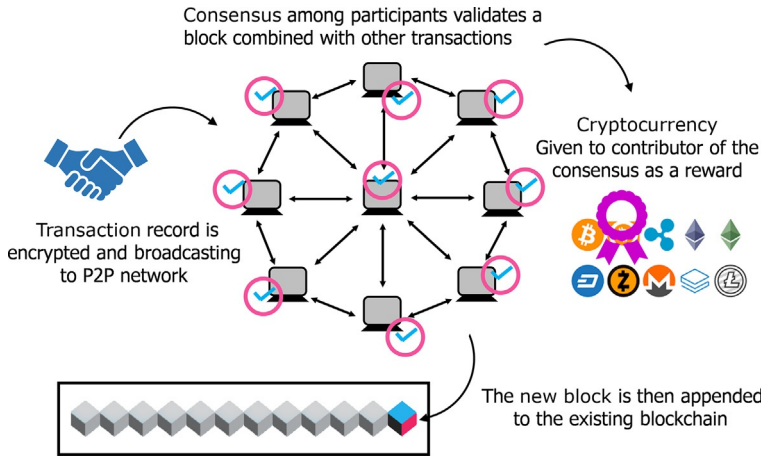 Consensus among participants validates a
block combined with other transactions
Cryptocurrency
Given to contributor of the
consensus as a reward
Transaction record is
encrypted and broadcasting
to P2P network
The new block is then appended
to the existing blockchain